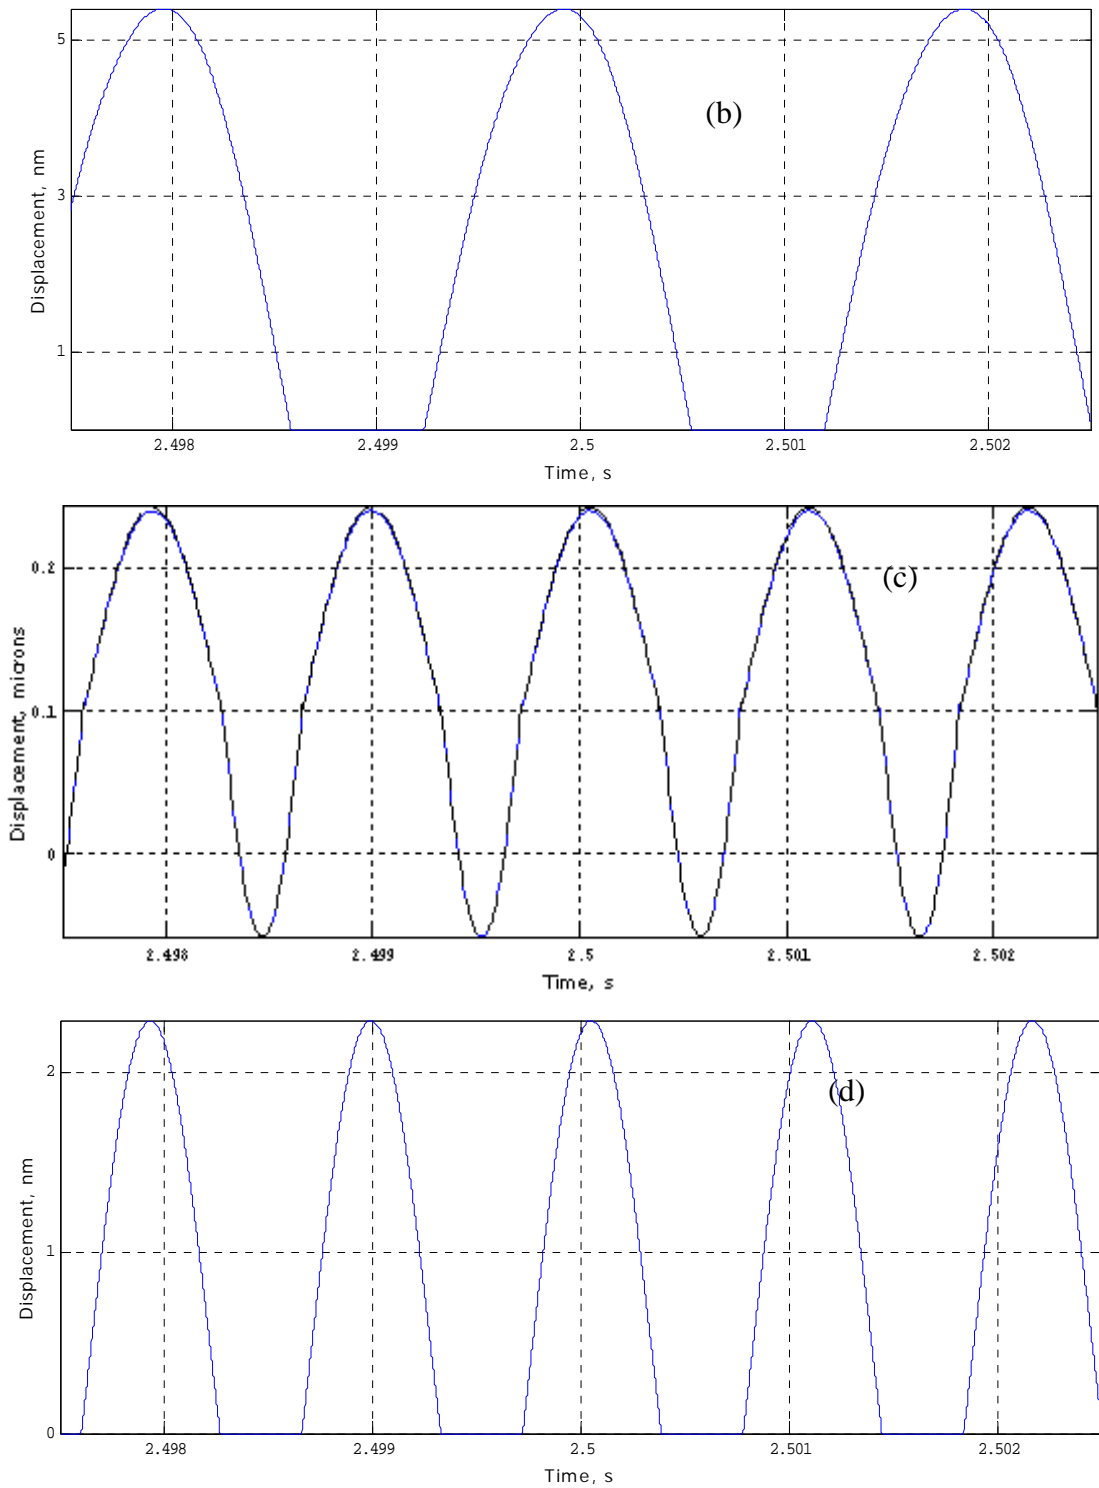 5
(b)
3
Displacement, nm
1
2.498 2.499 2.5 2.501 2.502
Time, s
0.2
(c)
Displacement, microns
0.1
0
2.498 2.499 2.5 2.501 2.502
Time, s
2
(d)
Displacement, nm
1
0
2.498 2.499 2.5 2.501 2.502
Time, s